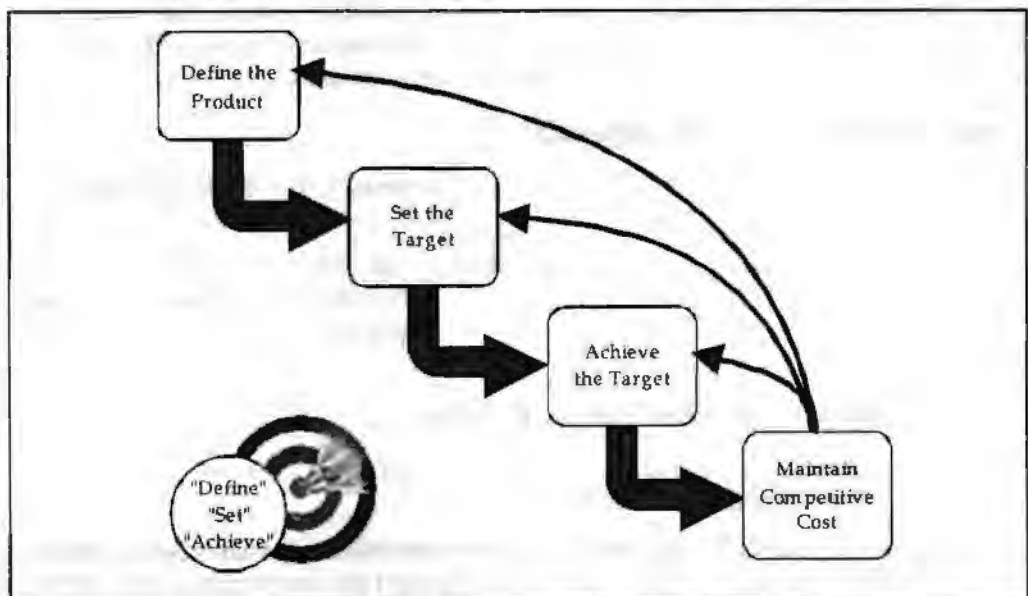 Define the
Product
Set the
Target
Achieve
the Target
Maintain
Competitive
Cost
"Define"
"Set"
"Achieve"